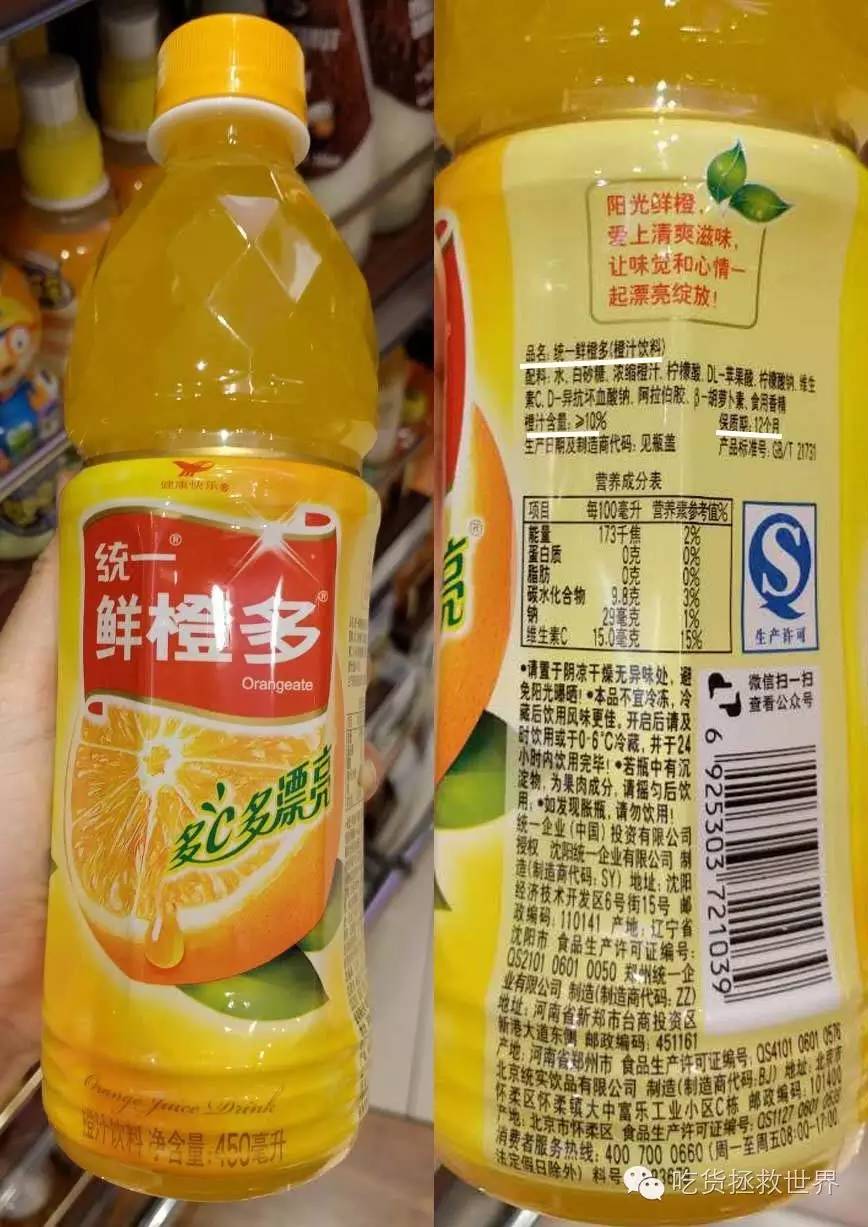 健康快乐
统一®
鲜橙多®
Orangeate
多C多漂亮
Orange Juice Drink
橙汁饮料 净含量:450毫升
阳光鲜橙,
爱上清爽滋味,
让味觉和心情一
起漂亮绽放!
品名: 统一鲜橙多(橙汁饮料)
配料: 水、白砂糖、浓缩橙汁、柠檬酸、DL-苹果酸、柠檬酸钠、维生
素C、D-异抗坏血酸钠、阿拉伯胶、β-胡萝卜素、食用香精
橙汁含量: ≥10% 保质期: 12个月
生产日期及制造商代码: 见瓶盖 产品标准号: GB/T 21731
营养成分表
项目 每100毫升 营养素参考值%
能量 173千焦 2%
蛋白质 0克 0%
脂肪 0克 0%
碳水化合物 9.8克 3%
钠 29毫克 1%
维生素C 15.0毫克 15%
®
亮
QS
生产许可
•请置于阴凉干燥无异味处, 避
免阳光曝晒! •本品不宜冷冻, 冷
藏后饮用风味更佳, 开启后请及
时饮用或于0-6℃冷藏, 并于24
小时内饮用完毕! •若瓶中有沉
淀物, 为果肉成分, 请摇匀后饮
用; •如发现胀瓶, 请勿饮用!
微信扫一扫
查看公众号
6 925303 721039
统一企业(中国)投资有限公司
授权 沈阳统一企业有限公司 制
造(制造商代码: SY) 地址: 沈阳
经济技术开发区6号街15号 邮
政编码: 110141 产地: 辽宁省
沈阳市 食品生产许可证编号:
QS2101 0601 0050 郑州统一企
业有限公司 制造(制造商代码: ZZ)
地址: 河南省新郑市台商投资区
新港大道东侧 邮政编码: 451161
产地: 河南省郑州市 食品生产许可证编号: QS4101 0601 0576
北京统实饮品有限公司 制造(制造商代码: BJ) 地址: 北京市
怀柔区怀柔镇大中富乐工业小区C栋 邮政编码: 101400
产地: 北京市怀柔区 食品生产许可证编号: QS1127 0601
消费者服务热线: 400 700 0660 (周一至周五08:00-17:00
法定假日除外) 料号:
吃货拯救世界